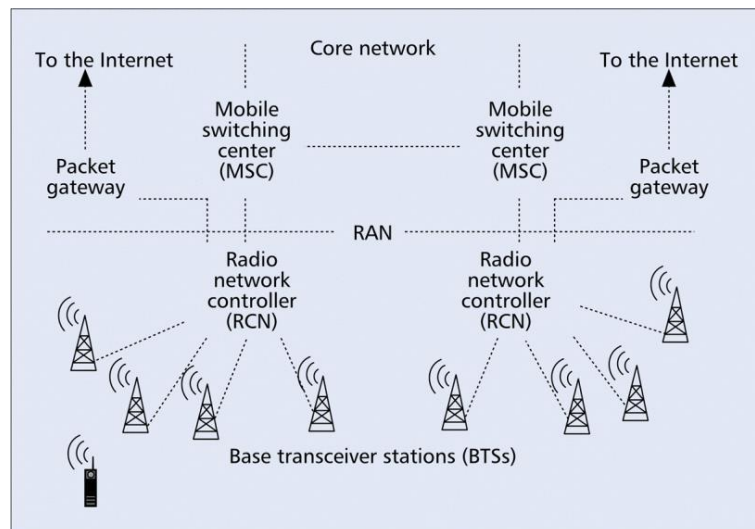 Core network
To the Internet
To the Internet
Mobile
switching
center
(MSC)
Mobile
switching
center
(MSC)
Packet
gateway
Packet
gateway
RAN
Radio
network
controller
(RCN)
Radio
network
controller
(RCN)
Base transceiver stations (BTSs)